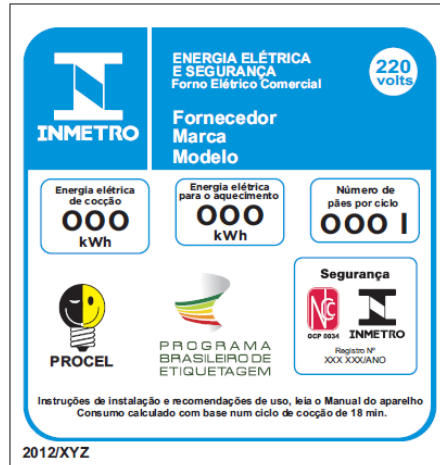 INMETRO
ENERGIA ELÉTRICA
E SEGURANÇA
Forno Elétrico Comercial
220
volts
Fornecedor
Marca
Modelo
Energia elétrica
de cocção
000
kWh
Energia elétrica
para o aquecimento
000
kWh
Número de
pães por ciclo
000 l
PROCEL
PROGRAMA
BRASILEIRO DE
ETIQUETAGEM
Segurança
NCC
OCP 0034
INMETRO
Registro Nº
XXX XXX/ANO
Instruções de instalação e recomendações de uso, leia o Manual do aparelho
Consumo calculado com base num ciclo de cocção de 18 min.
2012/XYZ